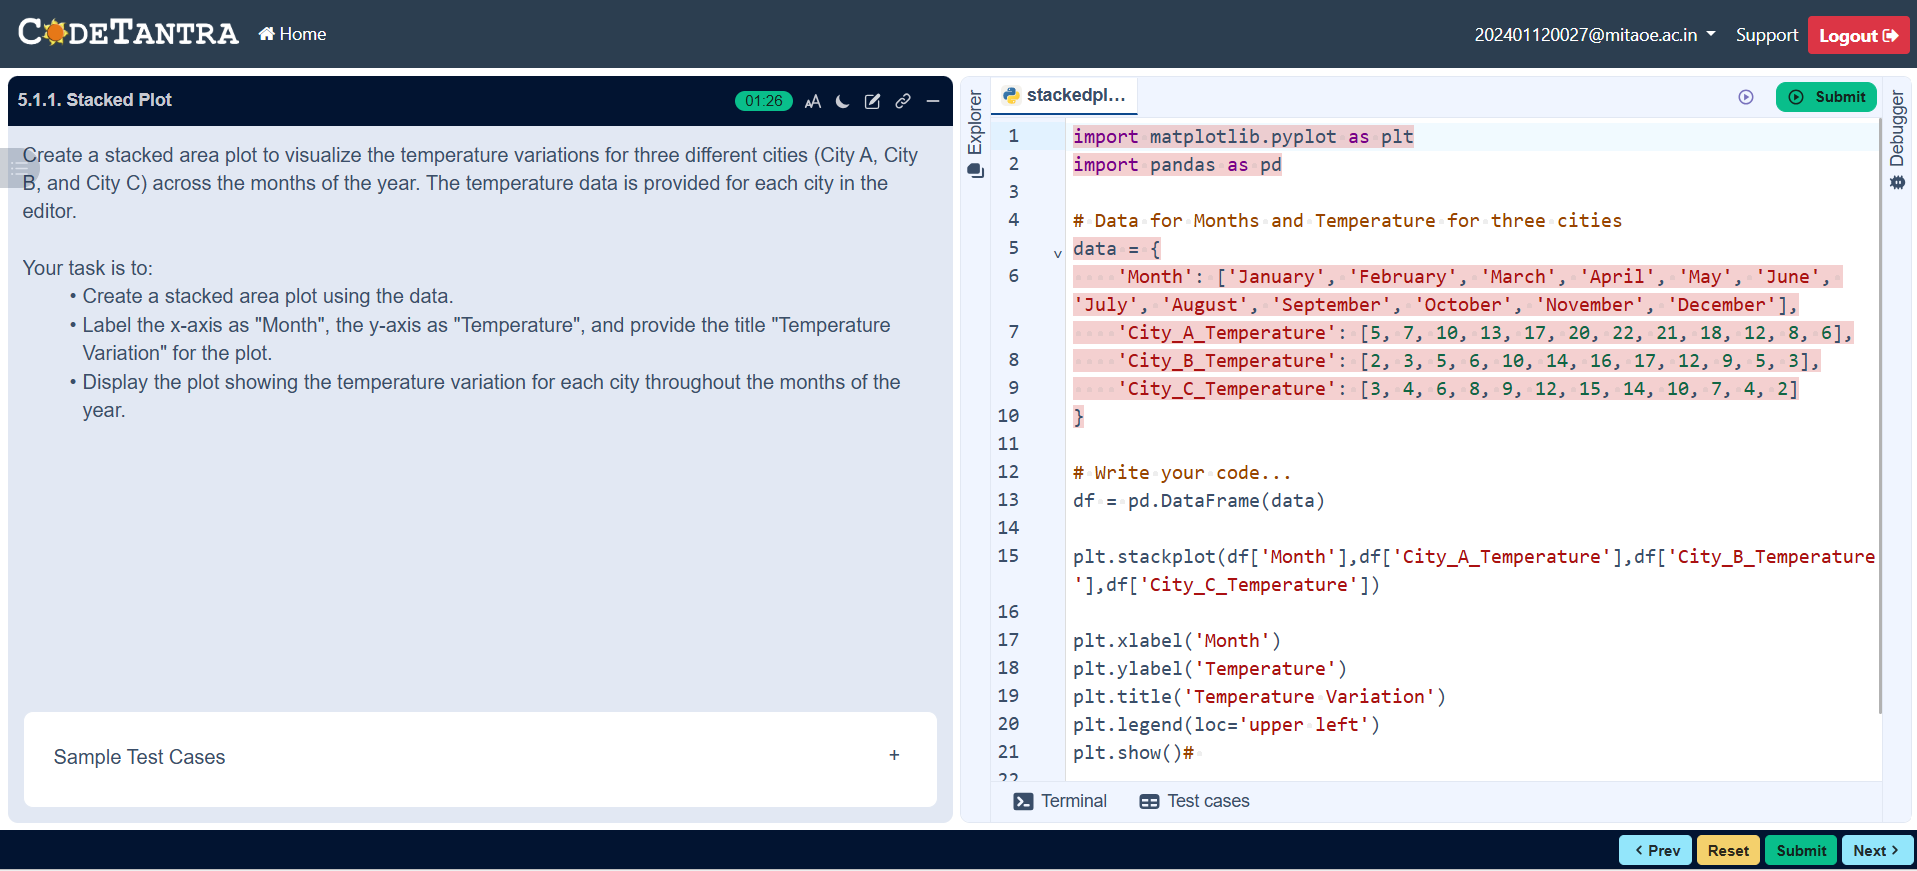 CODETANTRA
Home
202401120027@mitaoe.ac.in
Support
Logout
5.1.1. Stacked Plot
01:26
AA
Create a stacked area plot to visualize the temperature variations for three different cities (City A, City
B, and City C) across the months of the year. The temperature data is provided for each city in the
editor.
Your task is to:
• Create a stacked area plot using the data.
• Label the x-axis as "Month", the y-axis as "Temperature", and provide the title "Temperature
Variation" for the plot.
• Display the plot showing the temperature variation for each city throughout the months of the
year.
Sample Test Cases
+
Explorer
stackedpl...
Submit
Debugger
1 import matplotlib.pyplot as plt
2 import pandas as pd
3
4 # Data for Months and Temperature for three cities
5 data = {
6     'Month': ['January', 'February', 'March', 'April', 'May', 'June',
'July', 'August', 'September', 'October', 'November', 'December'],
7     'City_A_Temperature': [5, 7, 10, 13, 17, 20, 22, 21, 18, 12, 8, 6],
8     'City_B_Temperature': [2, 3, 5, 6, 10, 14, 16, 17, 12, 9, 5, 3],
9     'City_C_Temperature': [3, 4, 6, 8, 9, 12, 15, 14, 10, 7, 4, 2]
10 }
11
12 # Write your code...
13 df = pd.DataFrame(data)
14
15 plt.stackplot(df['Month'],df['City_A_Temperature'],df['City_B_Temperature
'],df['City_C_Temperature'])
16
17 plt.xlabel('Month')
18 plt.ylabel('Temperature')
19 plt.title('Temperature Variation')
20 plt.legend(loc='upper left')
21 plt.show()#
22
Terminal
Test cases
< Prev
Reset
Submit
Next >